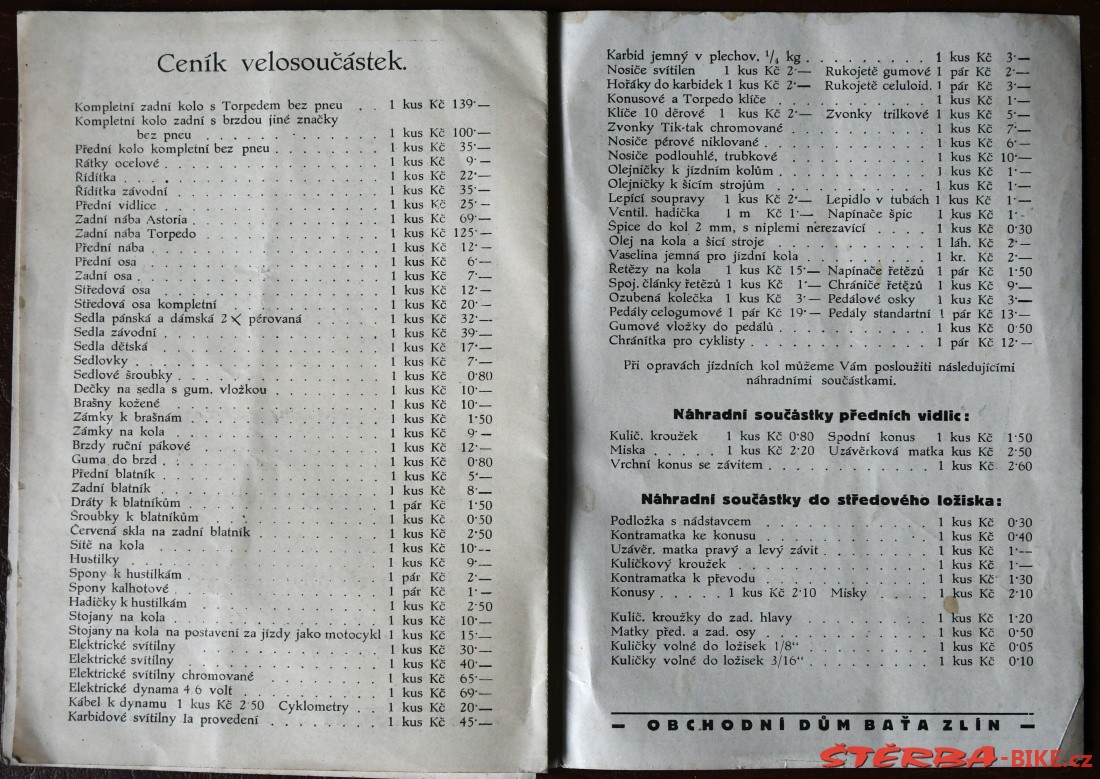 Ceník velosoučástek.
Kompletní zadní kolo s Torpedem bez pneu . . 1 kus Kč 139·—
Kompletní kolo zadní s brzdou jiné značky
bez pneu . . . 1 kus Kč 100·—
Přední kolo kompletní bez pneu . . . 1 kus Kč 35·—
Rátky ocelové . . . 1 kus Kč 9·—
Řidítka . . . 1 kus Kč 22·—
Řídítka závodní . . . 1 kus Kč 35·—
Přední vidlice . . . 1 kus Kč 25·—
Zadní nába Astoria . . . 1 kus Kč 69·—
Zadní nába Torpedo . . . 1 kus Kč 125·—
Přední nába . . . 1 kus Kč 12·—
Přední osa . . . 1 kus Kč 6·—
Zadní osa . . . 1 kus Kč 7·—
Středová osa . . . 1 kus Kč 12·—
Středová osa kompletní . . . 1 kus Kč 20·—
Sedla pánská a dámská 2× pérovaná . . . 1 kus Kč 32·—
Sedla závodní . . . 1 kus Kč 39·—
Sedla dětská . . . 1 kus Kč 17·—
Sedlovky . . . 1 kus Kč 7·—
Sedlové šroubky . . . 1 kus Kč 0·80
Dečky na sedla s gum. vložkou . . . 1 kus Kč 10·—
Brašny kožené . . . 1 kus Kč 10·—
Zámky k brašnám . . . 1 kus Kč 1·50
Zámky na kola . . . 1 kus Kč 9·—
Brzdy ruční pákové . . . 1 kus Kč 12·—
Guma do brzd . . . 1 kus Kč 0·80
Přední blatník . . . 1 kus Kč 5·—
Zadní blatník . . . 1 kus Kč 8·—
Dráty k blatníkům . . . 1 pár Kč 1·50
Šroubky k blatníkům . . . 1 kus Kč 0·50
Červená skla na zadní blatník . . . 1 kus Kč 2·50
Sítě na kola . . . 1 kus Kč 10·—
Hustilky . . . 1 kus Kč 9·—
Spony k hustilkám . . . 1 pár Kč 2·—
Spony kalhotové . . . 1 pár Kč 1·—
Hadičky k hustilkám . . . 1 kus Kč 2·50
Stojany na kola . . . 1 kus Kč 10·—
Stojany na kola na postavení za jízdy jako motocykl 1 kus Kč 15·—
Elektrické svítilny . . . 1 kus Kč 30·—
Elektrické svítilny . . . 1 kus Kč 40·—
Elektrické svítilny chromované . . . 1 kus Kč 65·—
Elektrické dynama 4.6 volt . . . 1 kus Kč 69·—
Kábel k dynamu 1 kus Kč 2·50 Cyklometry . . 1 kus Kč 20·—
Karbidové svítilny Ia provedení . . . 1 kus Kč 45·—
Karbid jemný v plechov. 1/4 kg . . . 1 kus Kč 3·—
Nosiče svítilen 1 kus Kč 2·— Rukojetě gumové 1 pár Kč 2·—
Hořáky do karbidek 1 kus Kč 2·— Rukojetě celuloid. 1 pár Kč 3·—
Konusové a Torpedo klíče . . . 1 kus Kč 1·—
Klíče 10 děrové 1 kus Kč 2·— Zvonky trilkové 1 kus Kč 5·—
Zvonky Tik-tak chromované . . . 1 kus Kč 7·—
Nosiče pérové niklované . . . 1 kus Kč 6·—
Nosiče podlouhlé, trubkové . . . 1 kus Kč 10·—
Olejničky k jízdním kolům . . . 1 kus Kč 1·—
Olejničky k šicím strojům . . . 1 kus Kč 1·—
Lepící soupravy 1 kus Kč 2·— Lepidlo v tubách 1 kus Kč 1·—
Ventil. hadička 1 m Kč 1·— Napínače špic 1 kus Kč 1·-
Špice do kol 2 mm, s niplemi nerezavící . . . 1 kus Kč 0·30
Olej na kola a šicí stroje . . . 1 láh. Kč 2·—
Vaselina jemná pro jízdní kola . . . 1 kr. Kč 2·—
Řetězy na kola 1 kus Kč 15·— Napínače řetězů 1 pár Kč 1·50
Spoj. články řetězů 1 kus Kč 1·— Chrániče řetězů 1 kus Kč 9·—
Ozubená kolečka 1 kus Kč 3·— Pedálové osky 1 kus Kč 3·—
Pedály celogumové 1 pár Kč 19·— Pedály standartní 1 pár Kč 13·—
Gumové vložky do pedálů . . . 1 kus Kč 0·50
Chránítka pro cyklisty . . . 1 pár Kč 12·—
Při opravách jízdních kol můžeme Vám posloužiti následujícími
náhradními součástkami.
Náhradní součástky předních vidlic:
Kulič. kroužek 1 kus Kč 0·80 Spodní konus 1 kus Kč 1·50
Miska . . . . . 1 kus Kč 2·20 Uzávěrková matka 1 kus Kč 2·50
Vrchní konus se závitem . . . 1 kus Kč 2·60
Náhradní součástky do středového ložiska:
Podložka s nádstavcem . . . 1 kus Kč 0·30
Kontramatka ke konusu . . . 1 kus Kč 0·40
Uzávěr. matka pravý a levý závit . . . 1 kus Kč 1·—
Kuličkový kroužek . . . 1 kus Kč 1·—
Kontramatka k převodu . . . 1 kus Kč 1·30
Konusy . . . . . 1 kus Kč 2·10 Misky . . . . . 1 kus Kč 2·10
Kulič. kroužky do zad. hlavy . . . 1 kus Kč 1·20
Matky před. a zad. osy . . . 1 kus Kč 0·50
Kuličky volné do ložisek 1/8" . . . 1 kus Kč 0·05
Kuličky volné do ložisek 3/16" . . . 1 kus Kč 0·10
— OBCHODNÍ DŮM BAŤA ZLÍN —
ŠTĚRBA-BIKE.cz